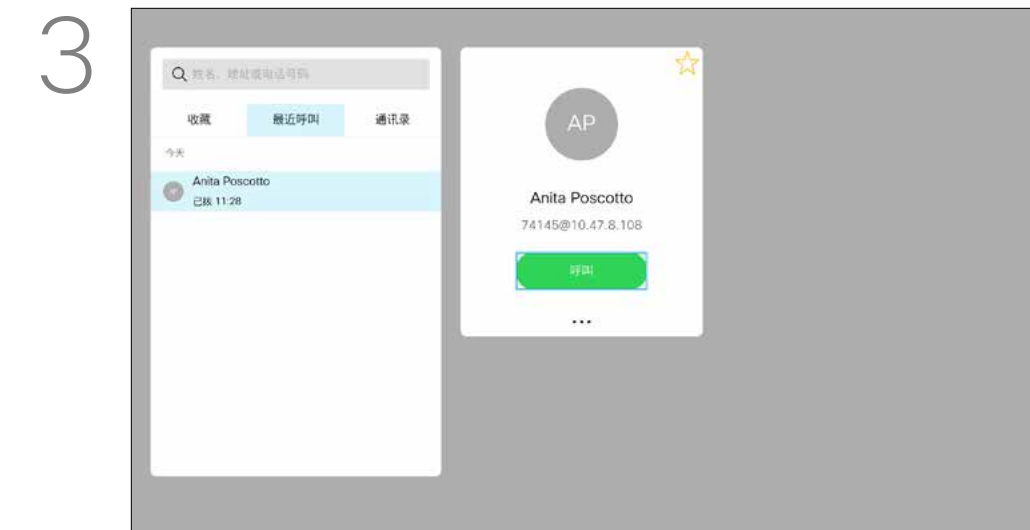 3
姓名、地址或电话号码
收藏 最近呼叫 通讯录
今天
Anita Poscotto
已拨 11:28
AP
Anita Poscotto
74145@10.47.8.108
呼叫